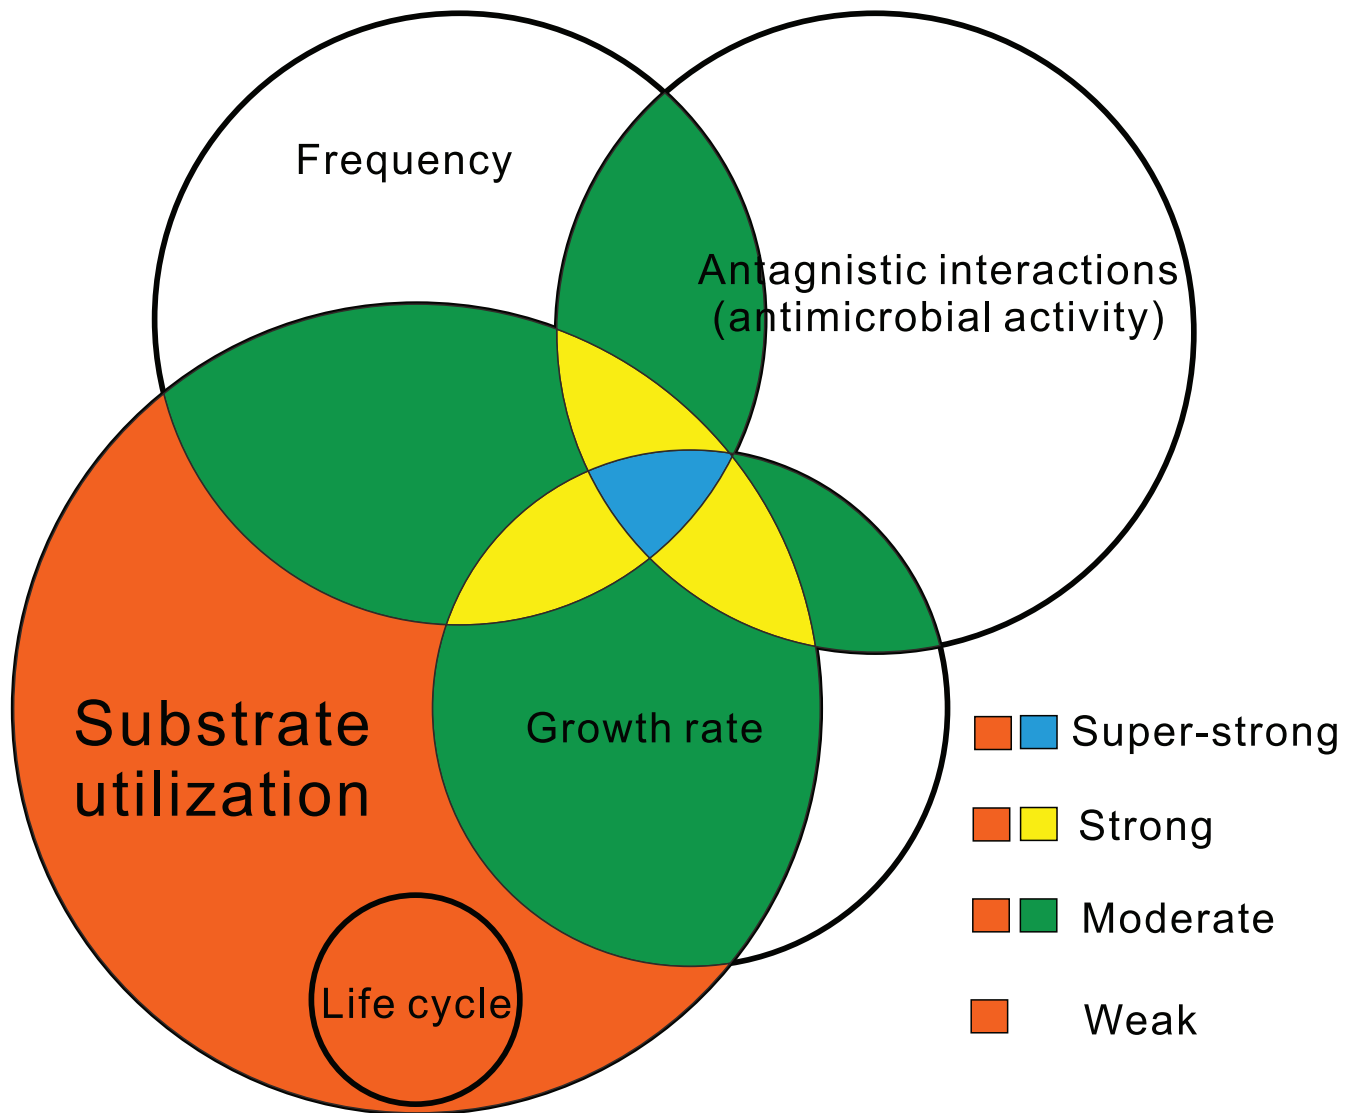 Frequency
Antagnistic interactions
(antimicrobial activity)
Substrate
utilization
Growth rate
Life cycle
Super-strong
Strong
Moderate
Weak